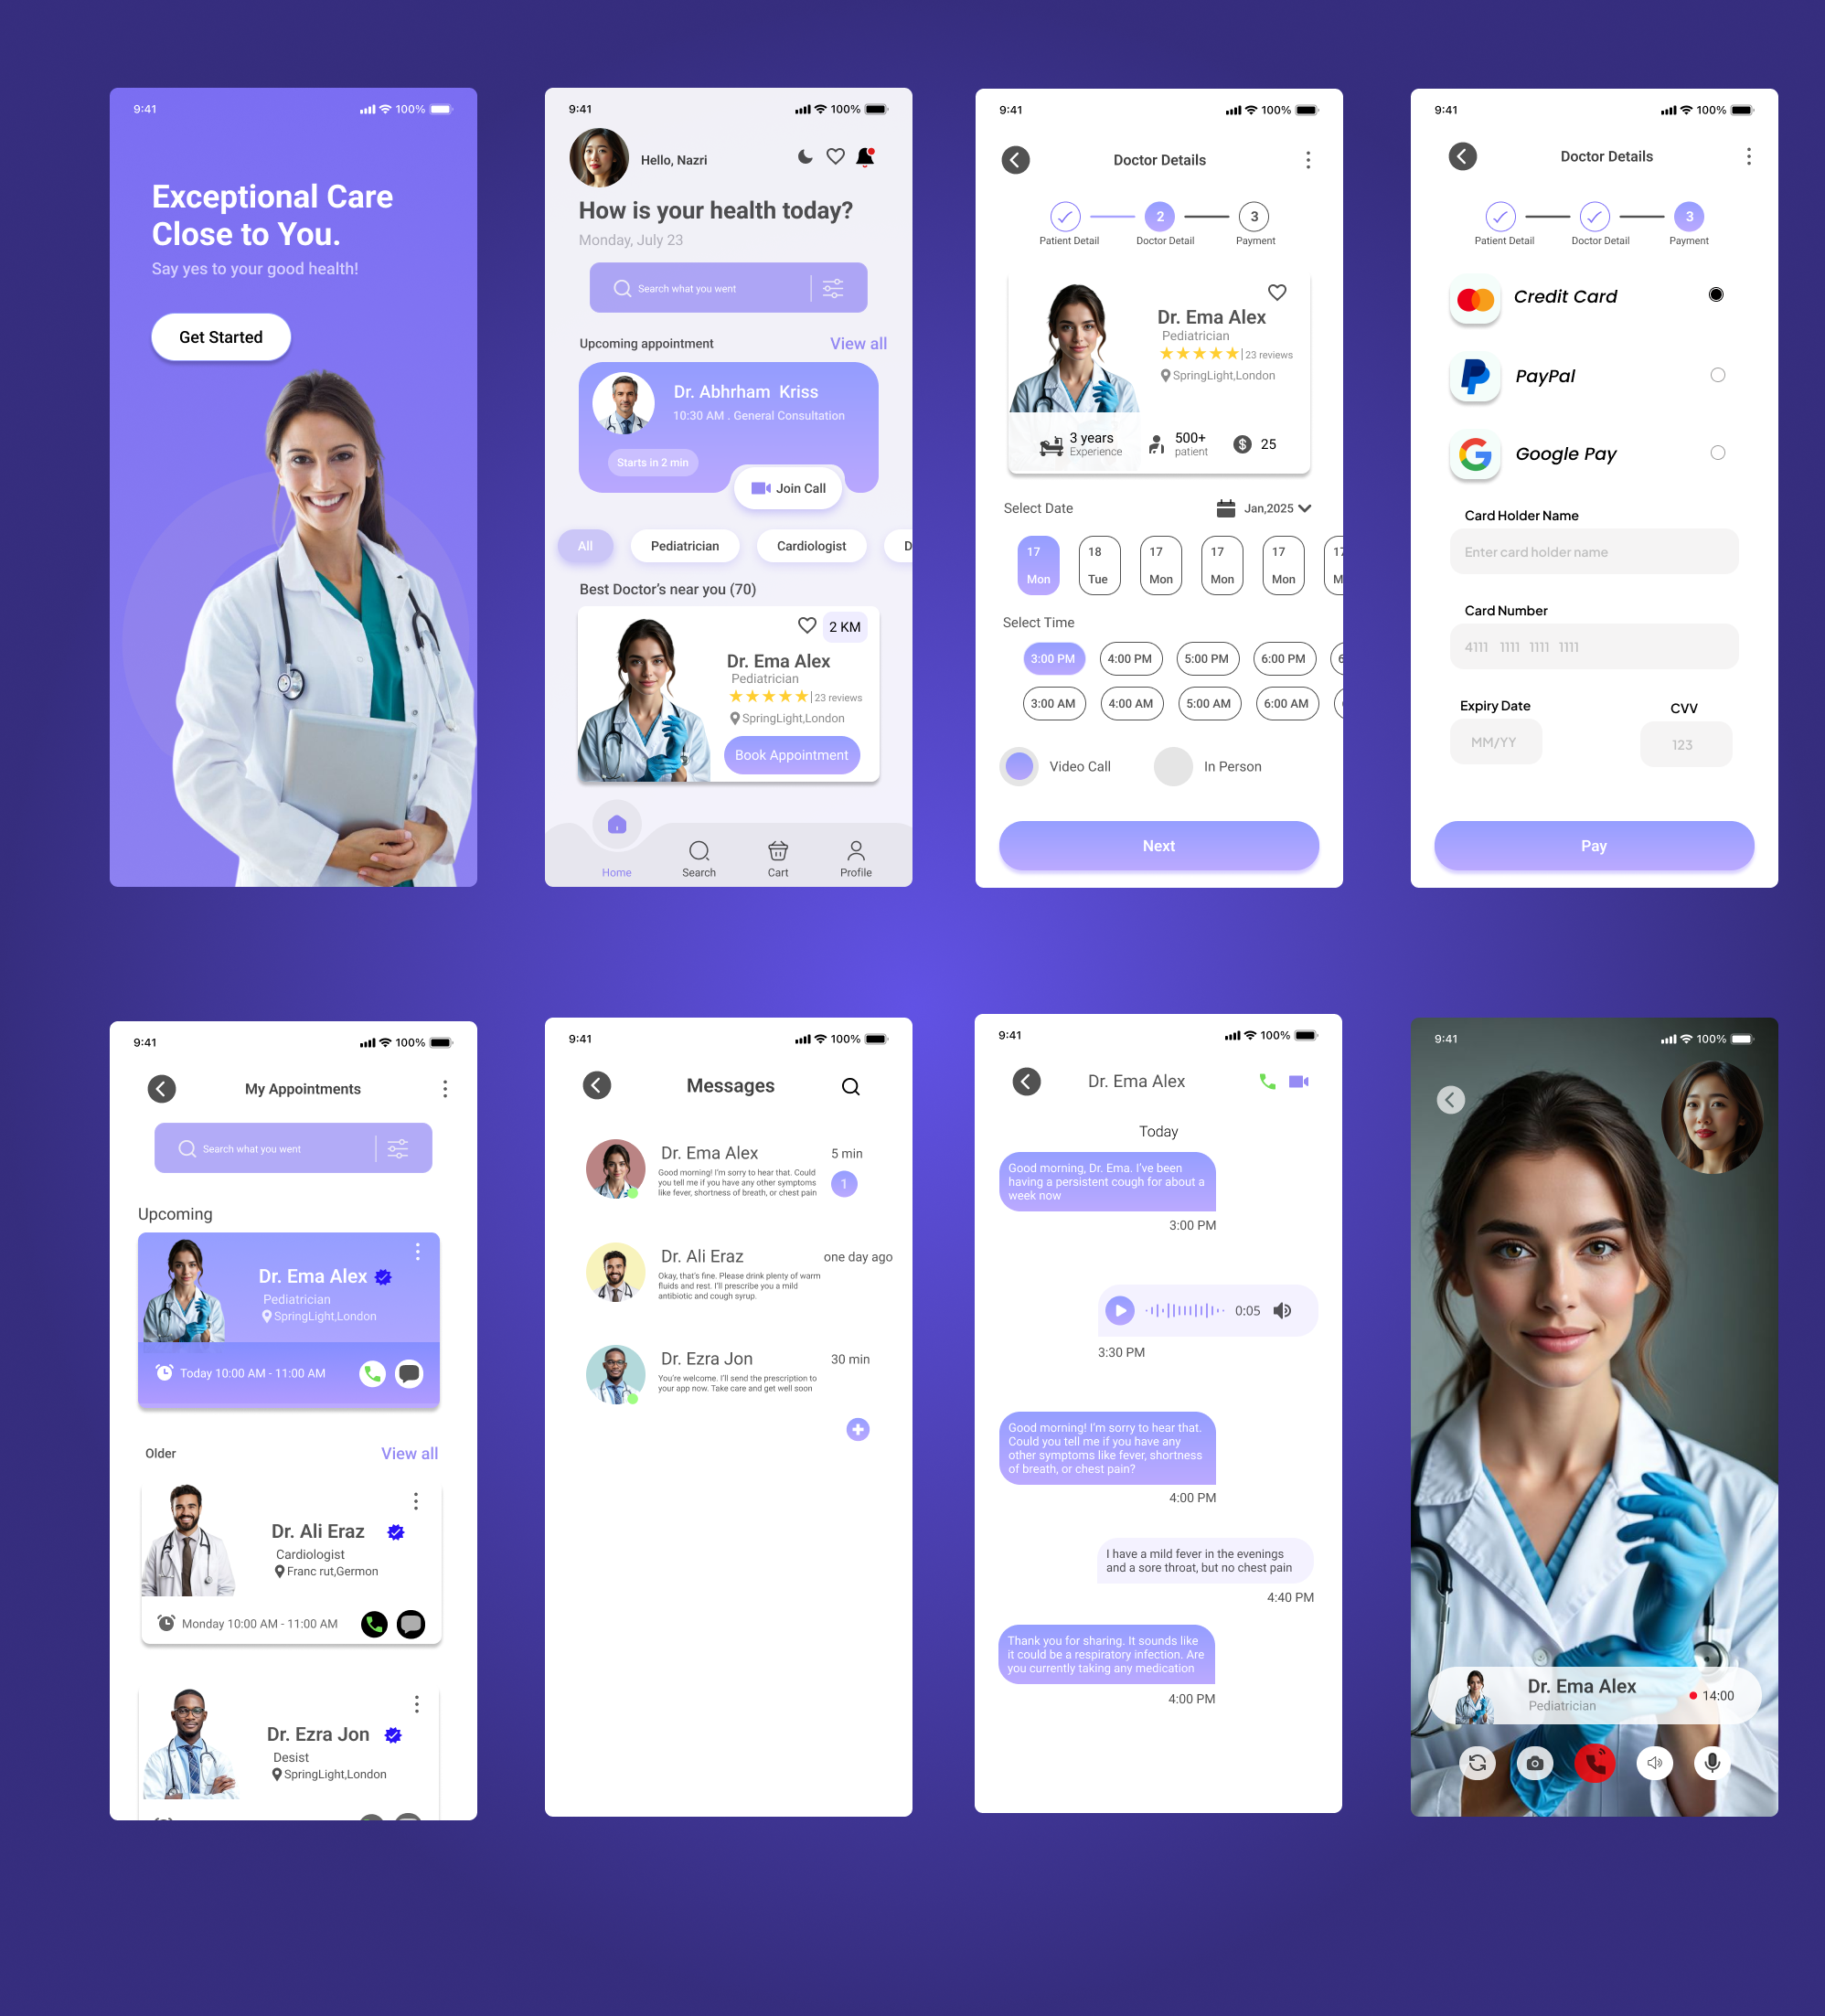 9:41
100%
Exceptional Care
Close to You.
Say yes to your good health!
Get Started
9:41
100%
Hello, Nazri
How is your health today?
Monday, July 23
Search what you went
Upcoming appointment
View all
Dr. Abhrham Kriss
10:30 AM . General Consultation
Starts in 2 min
Join Call
All
Pediatrician
Cardiologist
D
Best Doctor's near you (70)
2 KM
Dr. Ema Alex
Pediatrician
23 reviews
SpringLight,London
Book Appointment
Home
Search
Cart
Profile
9:41
100%
Doctor Details
2
3
Patient Detail
Doctor Detail
Payment
Dr. Ema Alex
Pediatrician
23 reviews
SpringLight,London
3 years
Experience
500+
patient
$
25
Select Date
Jan,2025
17
18
17
17
17
17
Mon
Tue
Mon
Mon
Mon
M
Select Time
3:00 PM
4:00 PM
5:00 PM
6:00 PM
6
3:00 AM
4:00 AM
5:00 AM
6:00 AM
Video Call
In Person
Next
9:41
100%
Doctor Details
3
Patient Detail
Doctor Detail
Payment
Credit Card
PayPal
Google Pay
Card Holder Name
Enter card holder name
Card Number
4111 1111 1111 1111
Expiry Date
CVV
MM/YY
123
Pay
9:41
100%
My Appointments
Search what you went
Upcoming
Dr. Ema Alex
Pediatrician
SpringLight,London
Today 10:00 AM - 11:00 AM
Older
View all
Dr. Ali Eraz
Cardiologist
Franc rut,Germon
Monday 10:00 AM - 11:00 AM
Dr. Ezra Jon
Desist
SpringLight,London
9:41
100%
Messages
Dr. Ema Alex
5 min
Good morning! I'm sorry to hear that. Could
you tell me if you have any other symptoms
like fever, shortness of breath, or chest pain
1
Dr. Ali Eraz
one day ago
Okay, that's fine. Please drink plenty of warm
fluids and rest. I'll prescribe you a mild
antibiotic and cough syrup.
Dr. Ezra Jon
30 min
You're welcome. I'll send the prescription to
your app now. Take care and get well soon
9:41
100%
Dr. Ema Alex
Today
Good morning, Dr. Ema. I've been
having a persistent cough for about a
week now
3:00 PM
0:05
3:30 PM
Good morning! I'm sorry to hear that.
Could you tell me if you have any
other symptoms like fever, shortness
of breath, or chest pain?
4:00 PM
I have a mild fever in the evenings
and a sore throat, but no chest pain
4:40 PM
Thank you for sharing. It sounds like
it could be a respiratory infection. Are
you currently taking any medication
4:00 PM
9:41
100%
Dr. Ema Alex
Pediatrician
14:00